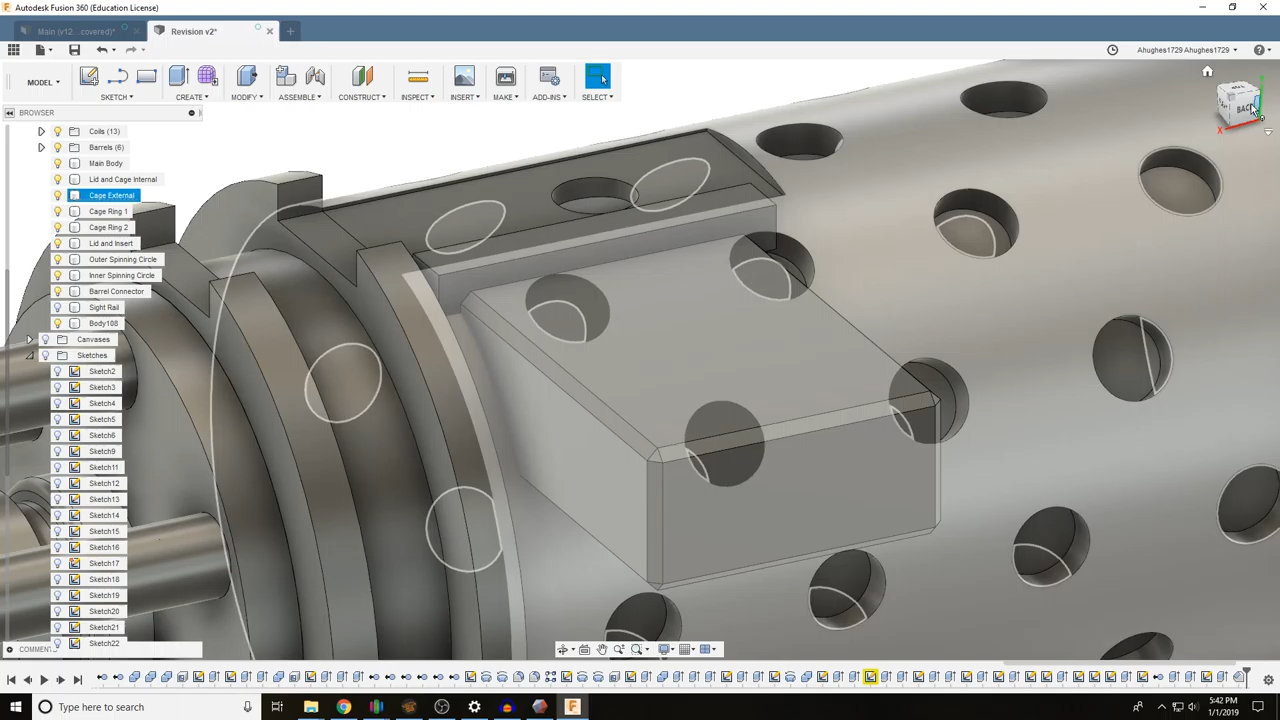 Autodesk Fusion 360 (Education License)
Main (v12...covered)*
Revision v2*
Ahughes1729 Ahughes1729
MODEL
SKETCH
CREATE
MODIFY
ASSEMBLE
CONSTRUCT
INSPECT
INSERT
MAKE
ADD-INS
SELECT
BROWSER
BACK
X
Coils (13)
Barrels (6)
Main Body
Lid and Cage Internal
Cage External
Cage Ring 1
Cage Ring 2
Lid and Insert
Outer Spinning Circle
Inner Spinning Circle
Barrel Connector
Sight Rail
Body108
Canvases
Sketches
Sketch2
Sketch3
Sketch4
Sketch5
Sketch6
Sketch9
Sketch11
Sketch12
Sketch13
Sketch14
Sketch15
Sketch16
Sketch17
Sketch18
Sketch19
Sketch20
Sketch21
Sketch22
Type here to search
5:42 PM
1/1/2019